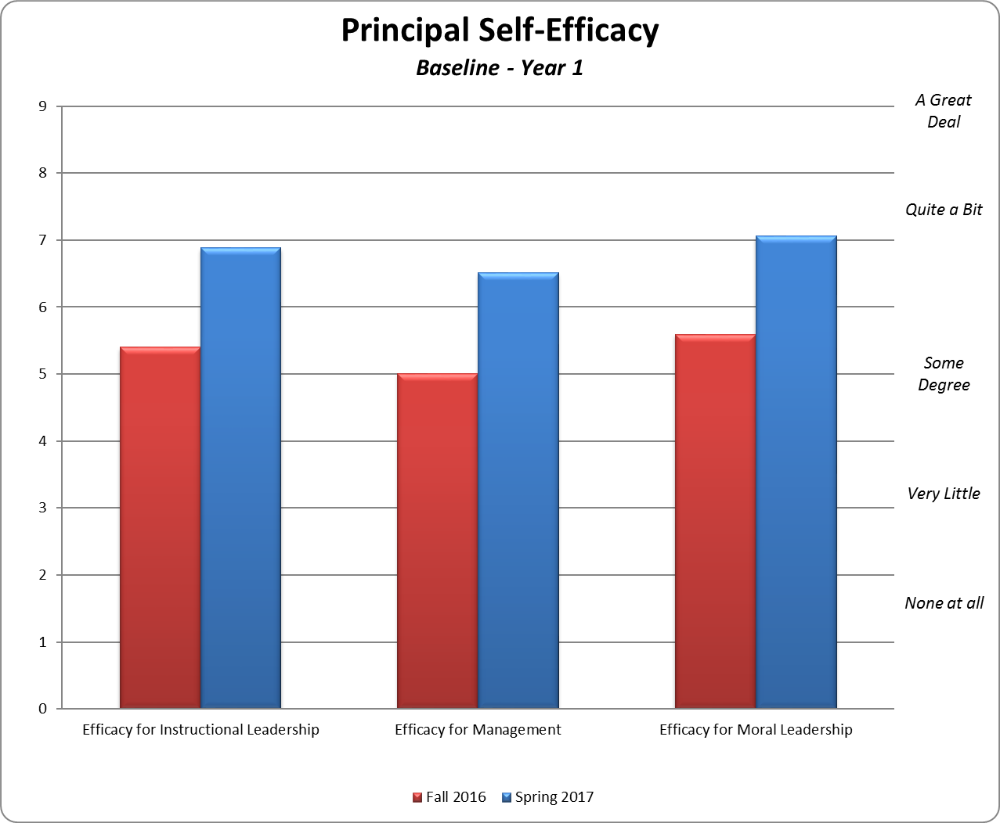 Principal Self-Efficacy
Baseline - Year 1
9
8
7
6
5
4
3
2
1
0
A Great
Deal
Quite a Bit
Some
Degree
Very Little
None at all
Efficacy for Instructional Leadership
Efficacy for Management
Efficacy for Moral Leadership
Fall 2016
Spring 2017